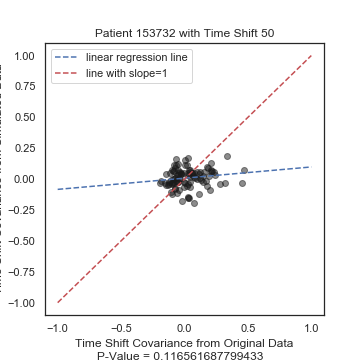 Patient 153732 with Time Shift 50
linear regression line
line with slope=1
1.00
0.75
0.50
0.25
0.00
−0.25
−0.50
−0.75
−1.00
−1.0
−0.5
0.0
0.5
1.0
Time Shift Covariance from Original Data
P-Value = 0.116561687799433